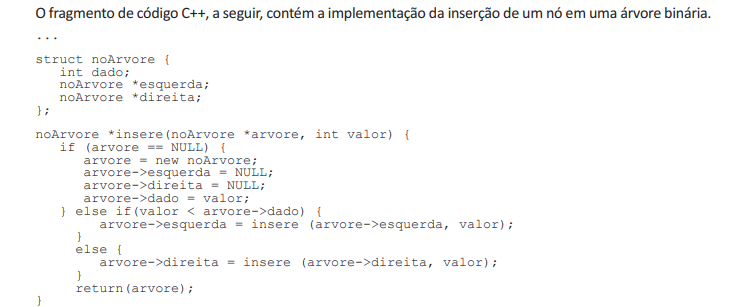 O fragmento de código C++, a seguir, contém a implementação da inserção de um nó em uma árvore binária.
...
struct noArvore {
   int dado;
   noArvore *esquerda;
   noArvore *direita;
};
noArvore *insere(noArvore *arvore, int valor) {
   if (arvore == NULL) {
      arvore = new noArvore;
      arvore->esquerda = NULL;
      arvore->direita = NULL;
      arvore->dado = valor;
   } else if(valor < arvore->dado) {
        arvore->esquerda = insere (arvore->esquerda, valor);
     }
     else {
        arvore->direita = insere (arvore->direita, valor);
     }
     return(arvore);
}